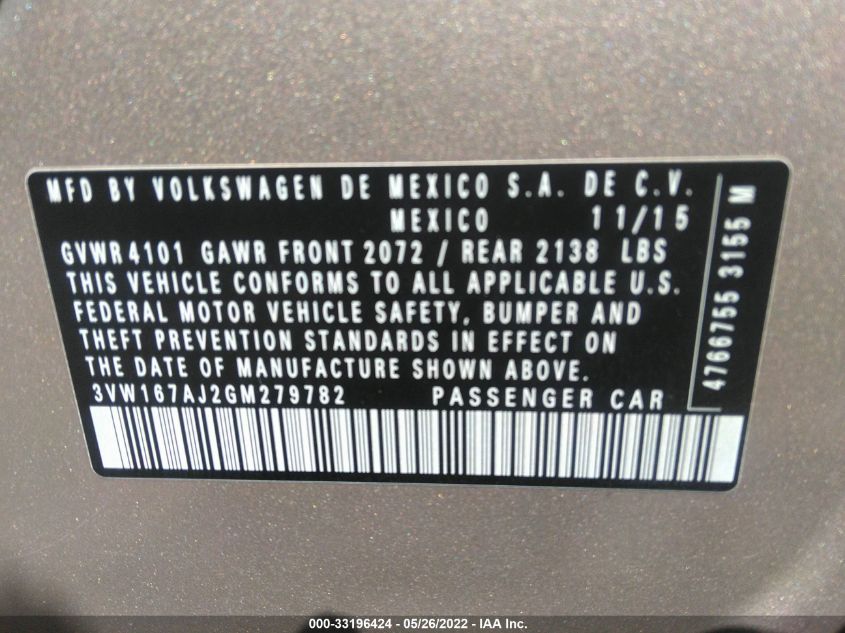 MFD BY VOLKSWAGEN DE MEXICO S.A. DE C.V.
MEXICO 11/15
GVWR 4101 GAWR FRONT 2072 / REAR 2138 LBS
THIS VEHICLE CONFORMS TO ALL APPLICABLE U.S.
FEDERAL MOTOR VEHICLE SAFETY, BUMPER AND
THEFT PREVENTION STANDARDS IN EFFECT ON
THE DATE OF MANUFACTURE SHOWN ABOVE.
3VW167AJ2GM279782 PASSENGER CAR
4766755 3155 M
000-33196424 - 05/26/2022 - IAA Inc.